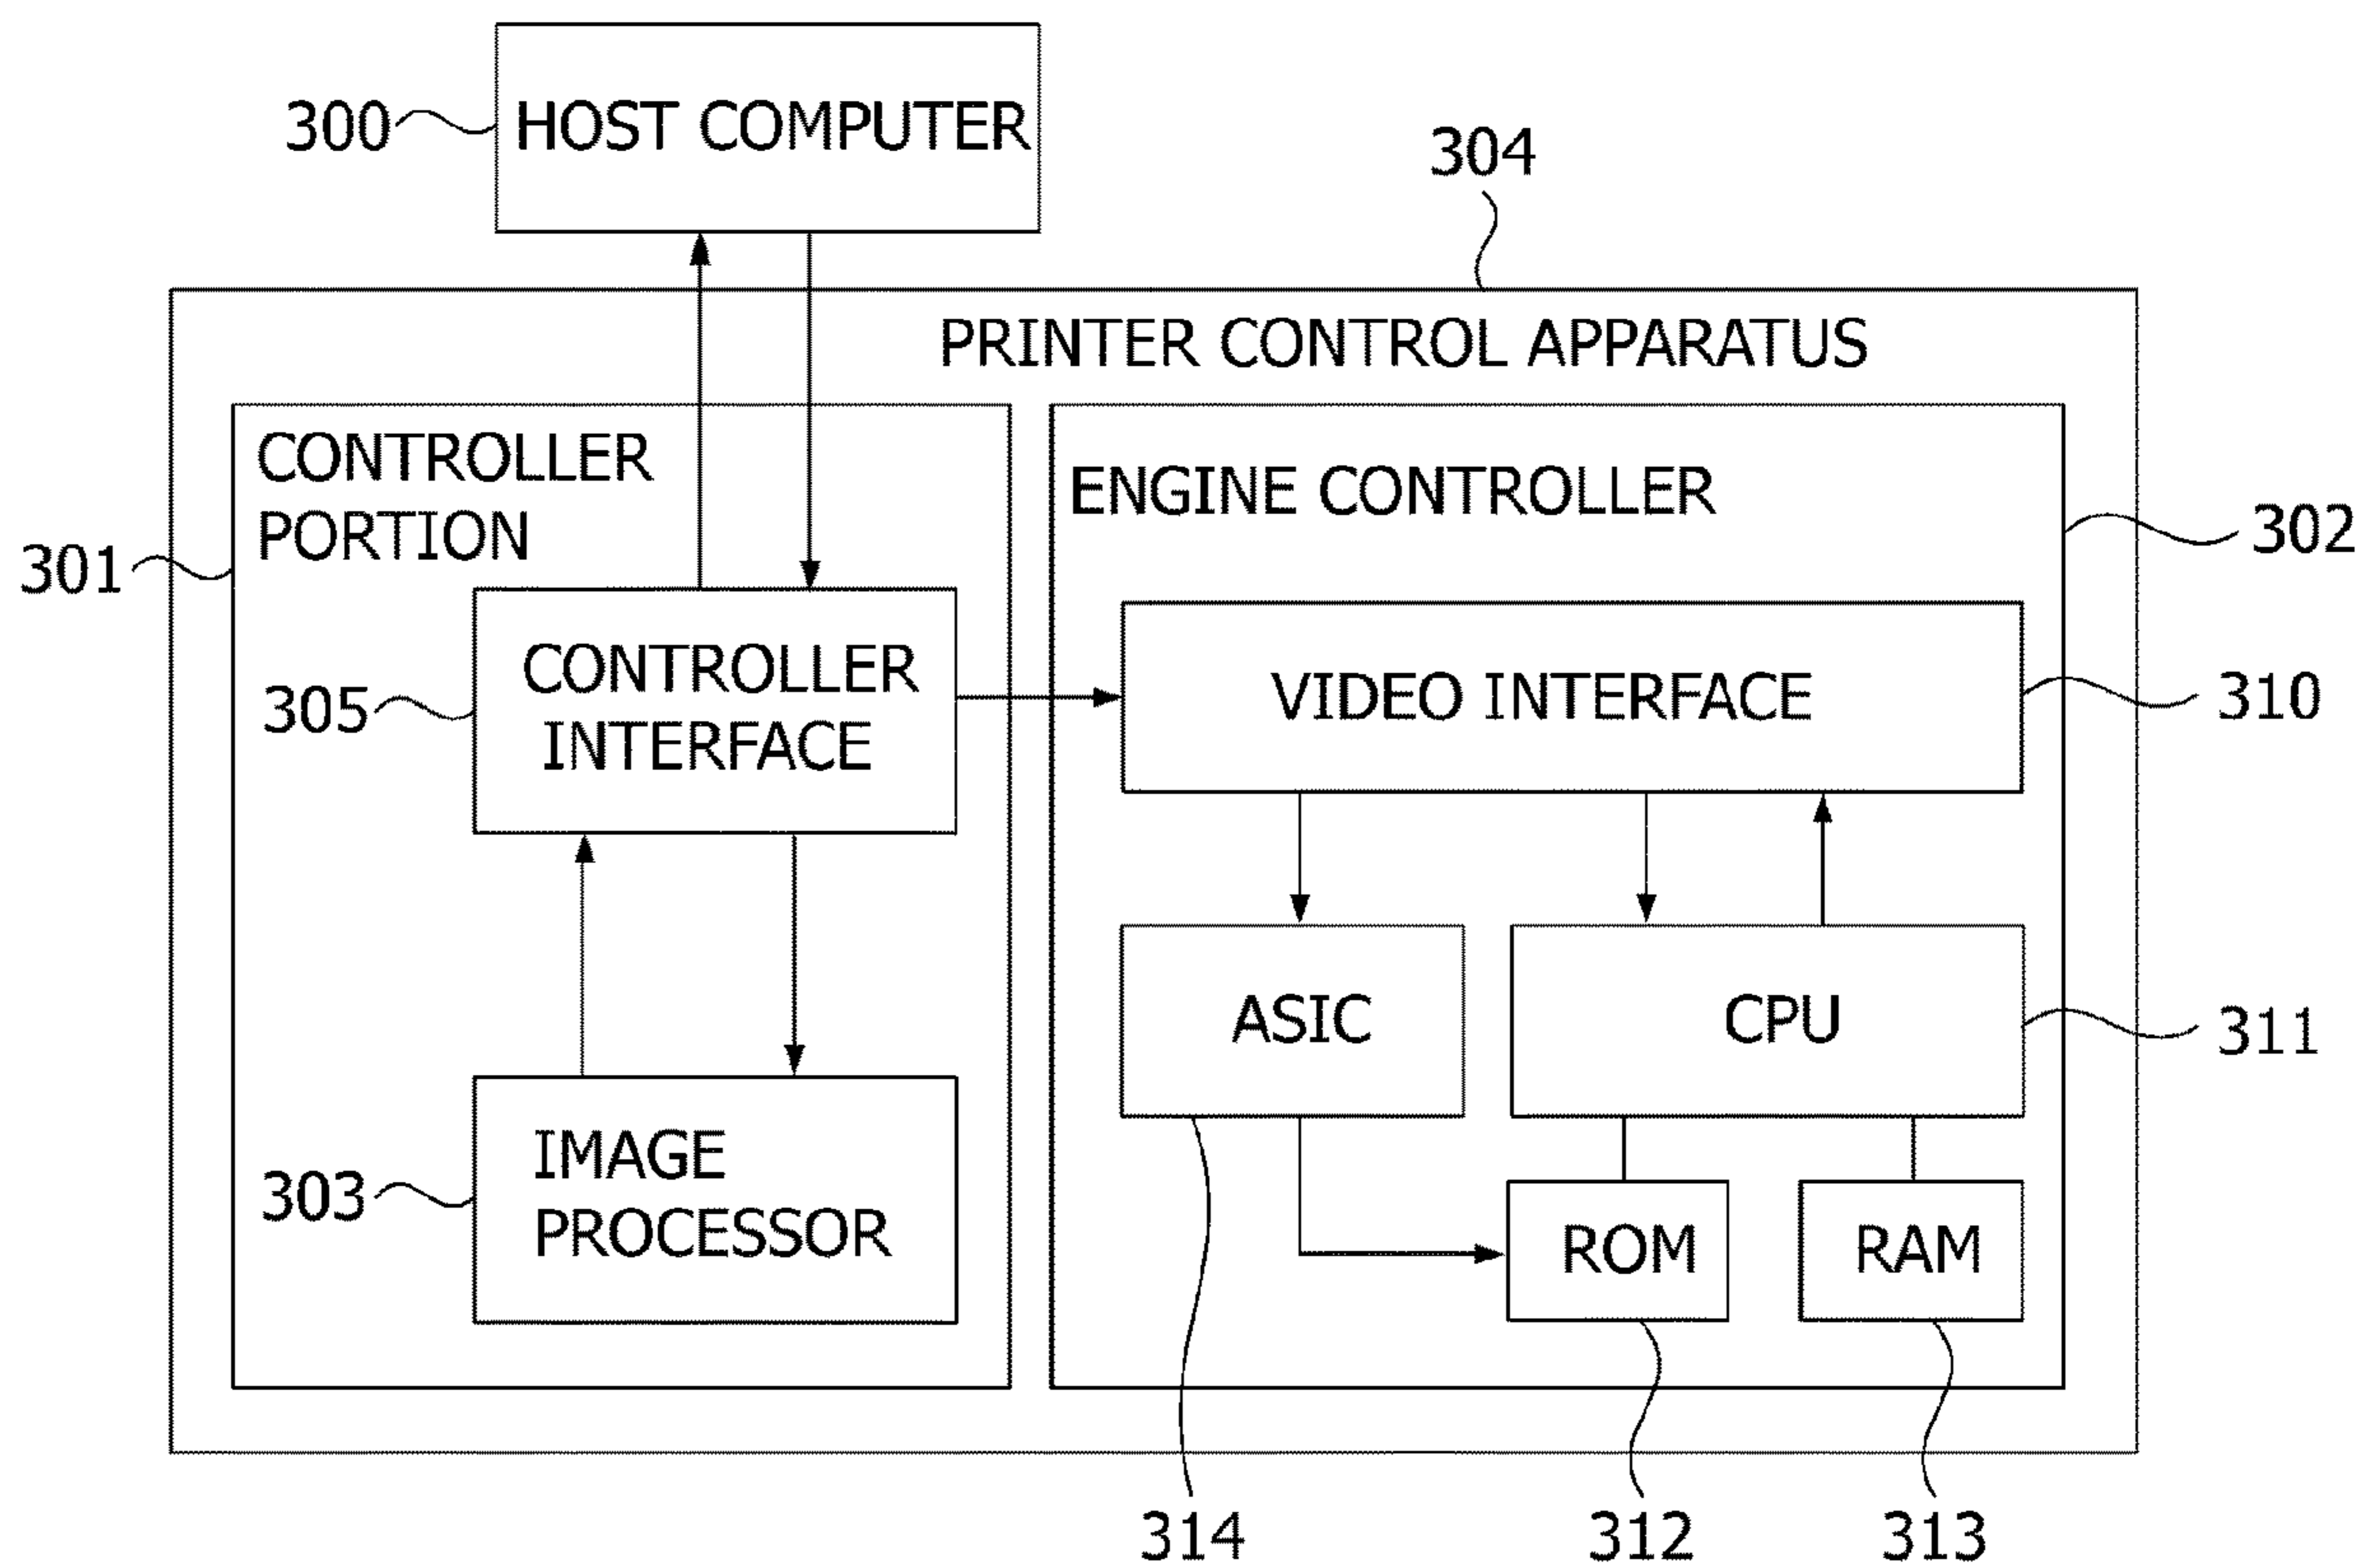 300
HOST COMPUTER
304
PRINTER CONTROL APPARATUS
CONTROLLER
PORTION
301
ENGINE CONTROLLER
302
CONTROLLER
INTERFACE
305
VIDEO INTERFACE
310
ASIC
CPU
311
IMAGE
PROCESSOR
303
ROM
RAM
314
312
313